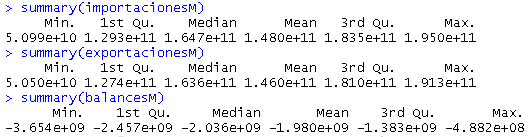 > summary(importacionesM)
Min. 1st Qu. Median Mean 3rd Qu. Max.
5.099e+10 1.293e+11 1.647e+11 1.480e+11 1.835e+11 1.950e+11
> summary(exportacionesM)
Min. 1st Qu. Median Mean 3rd Qu. Max.
5.050e+10 1.274e+11 1.636e+11 1.460e+11 1.810e+11 1.913e+11
> summary(balancesM)
Min. 1st Qu. Median Mean 3rd Qu. Max.
-3.654e+09 -2.457e+09 -2.036e+09 -1.980e+09 -1.383e+09 -4.882e+08